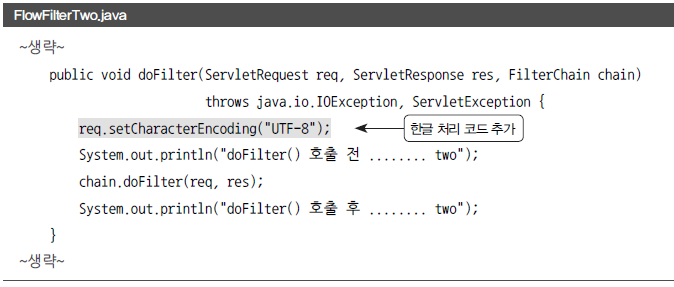 FlowFilterTwo.java
~생략~
public void doFilter(ServletRequest req, ServletResponse res, FilterChain chain)
throws java.io.IOException, ServletException {
req.setCharacterEncoding("UTF-8"); 한글 처리 코드 추가
System.out.println("doFilter() 호출 전 ........ two");
chain.doFilter(req, res);
System.out.println("doFilter() 호출 후 ........ two");
}
~생략~